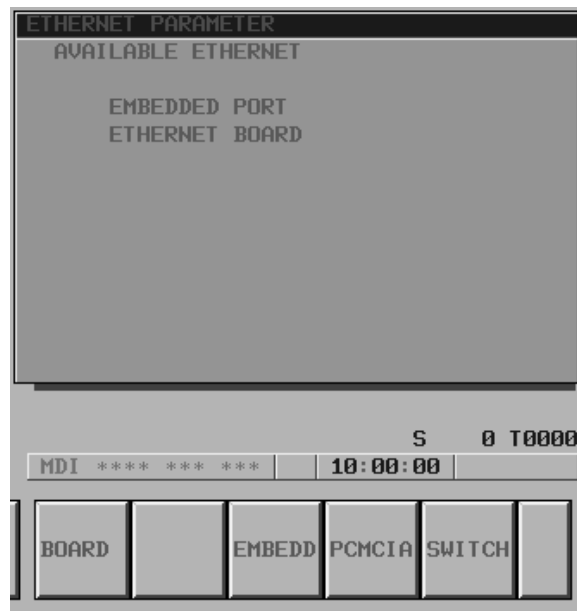 ETHERNET PARAMETER
AVAILABLE ETHERNET
EMBEDDED PORT
ETHERNET BOARD
S 0 T0000
MDI **** *** *** 10:00:00
BOARD EMBEDD PCMCIA SWITCH